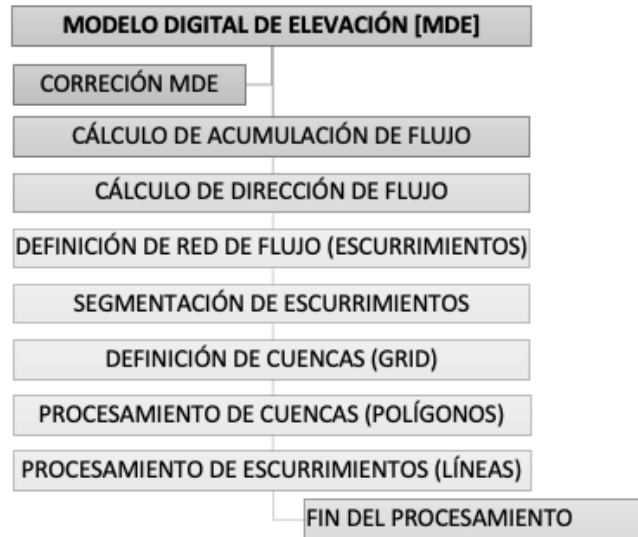 MODELO DIGITAL DE ELEVACIÓN [MDE]
CORRECIÓN MDE
CÁLCULO DE ACUMULACIÓN DE FLUJO
CÁLCULO DE DIRECCIÓN DE FLUJO
DEFINICIÓN DE RED DE FLUJO (ESCURRIMIENTOS)
SEGMENTACIÓN DE ESCURRIMIENTOS
DEFINICIÓN DE CUENCAS (GRID)
PROCESAMIENTO DE CUENCAS (POLÍGONOS)
PROCESAMIENTO DE ESCURRIMIENTOS (LÍNEAS)
FIN DEL PROCESAMIENTO